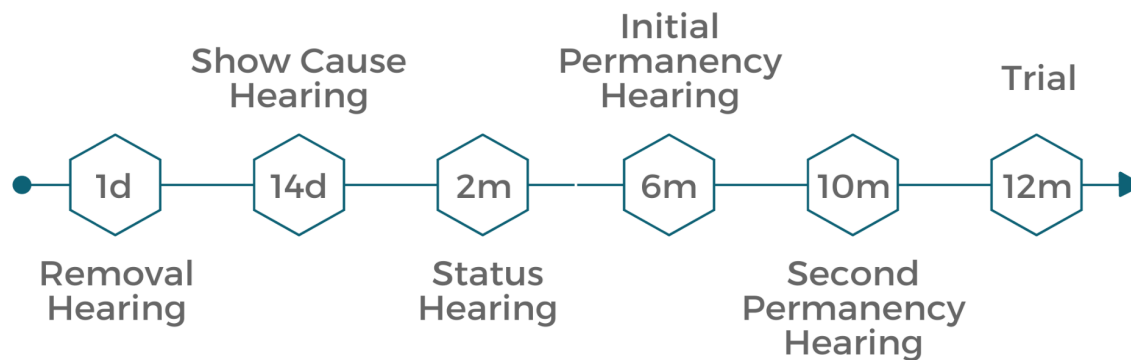 Removal
Hearing
1d
Show Cause
Hearing
14d
2m
Status
Hearing
Initial
Permanency
Hearing
6m
10m
Second
Permanency
Hearing
Trial
12m